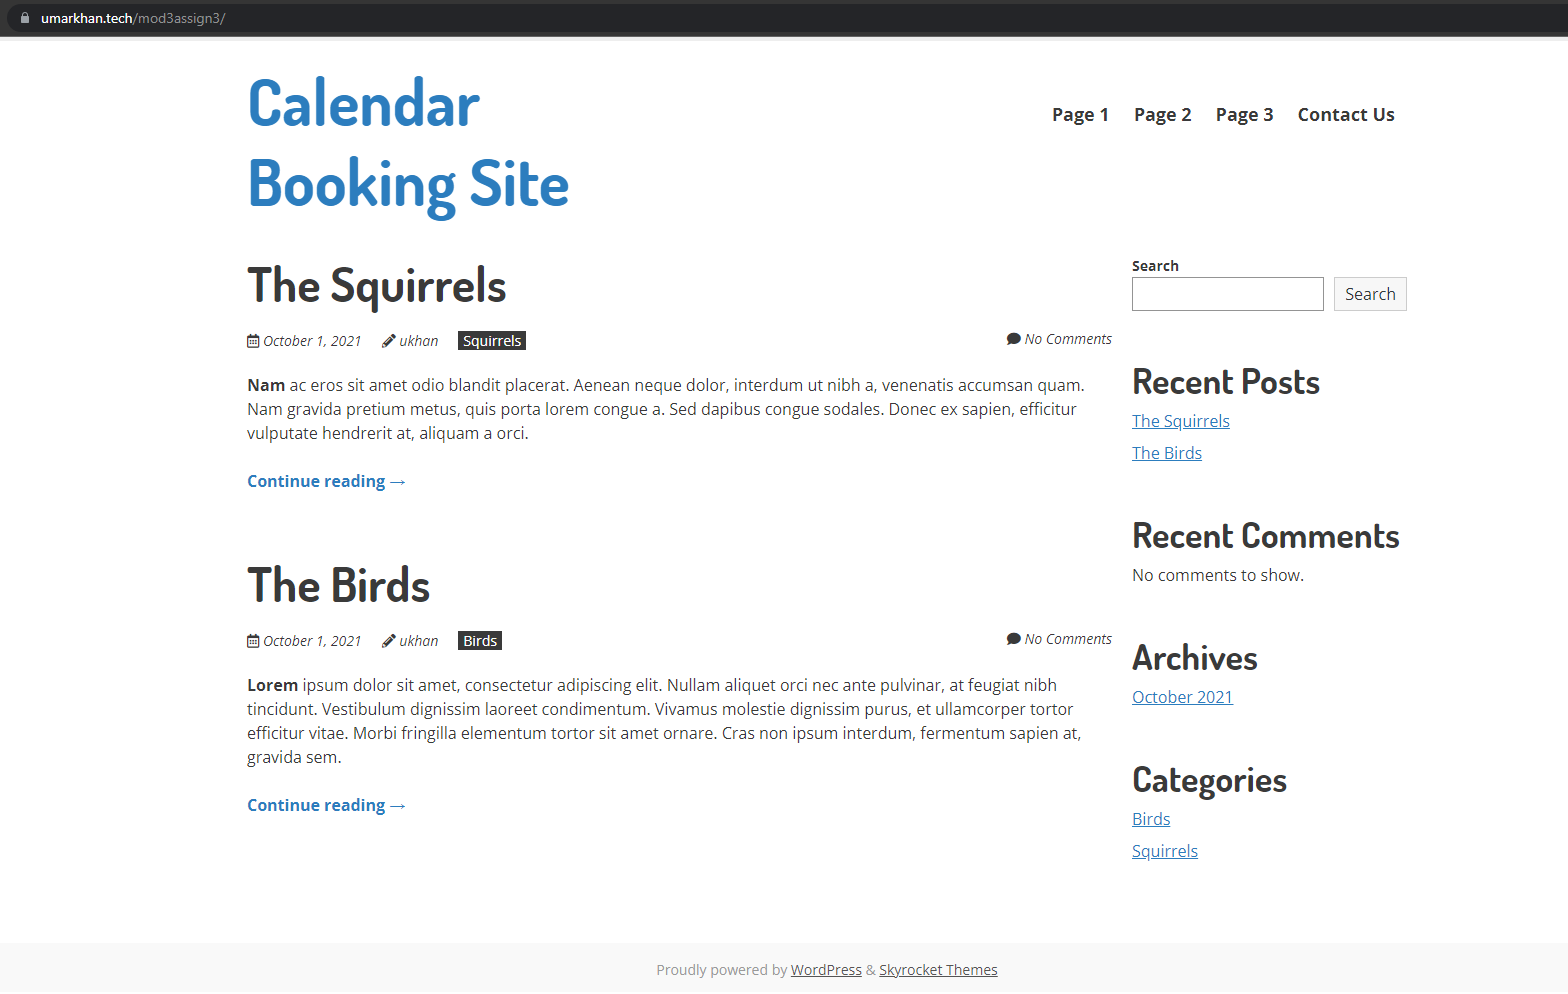 umarkhan.tech/mod3assign3/
Calendar
Booking Site
Page 1 Page 2 Page 3 Contact Us
The Squirrels
October 1, 2021 ukhan Squirrels No Comments
Nam ac eros sit amet odio blandit placerat. Aenean neque dolor, interdum ut nibh a, venenatis accumsan quam.
Nam gravida pretium metus, quis porta lorem congue a. Sed dapibus congue sodales. Donec ex sapien, efficitur
vulputate hendrerit at, aliquam a orci.
Continue reading →
The Birds
October 1, 2021 ukhan Birds No Comments
Lorem ipsum dolor sit amet, consectetur adipiscing elit. Nullam aliquet orci nec ante pulvinar, at feugiat nibh
tincidunt. Vestibulum dignissim laoreet condimentum. Vivamus molestie dignissim purus, et ullamcorper tortor
efficitur vitae. Morbi fringilla elementum tortor sit amet ornare. Cras non ipsum interdum, fermentum sapien at,
gravida sem.
Continue reading →
Search
Search
Recent Posts
The Squirrels
The Birds
Recent Comments
No comments to show.
Archives
October 2021
Categories
Birds
Squirrels
Proudly powered by WordPress & Skyrocket Themes